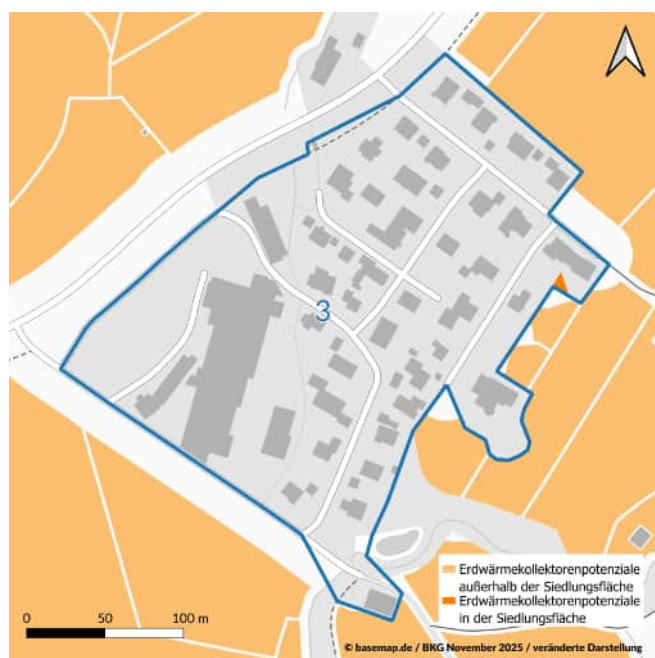 3
Erdwärmekollektorenpotenziale
außerhalb der Siedlungsfläche
Erdwärmekollektorenpotenziale
in der Siedlungsfläche
0 50 100 m
© basemap.de / BKG November 2025 / veränderte Darstellung